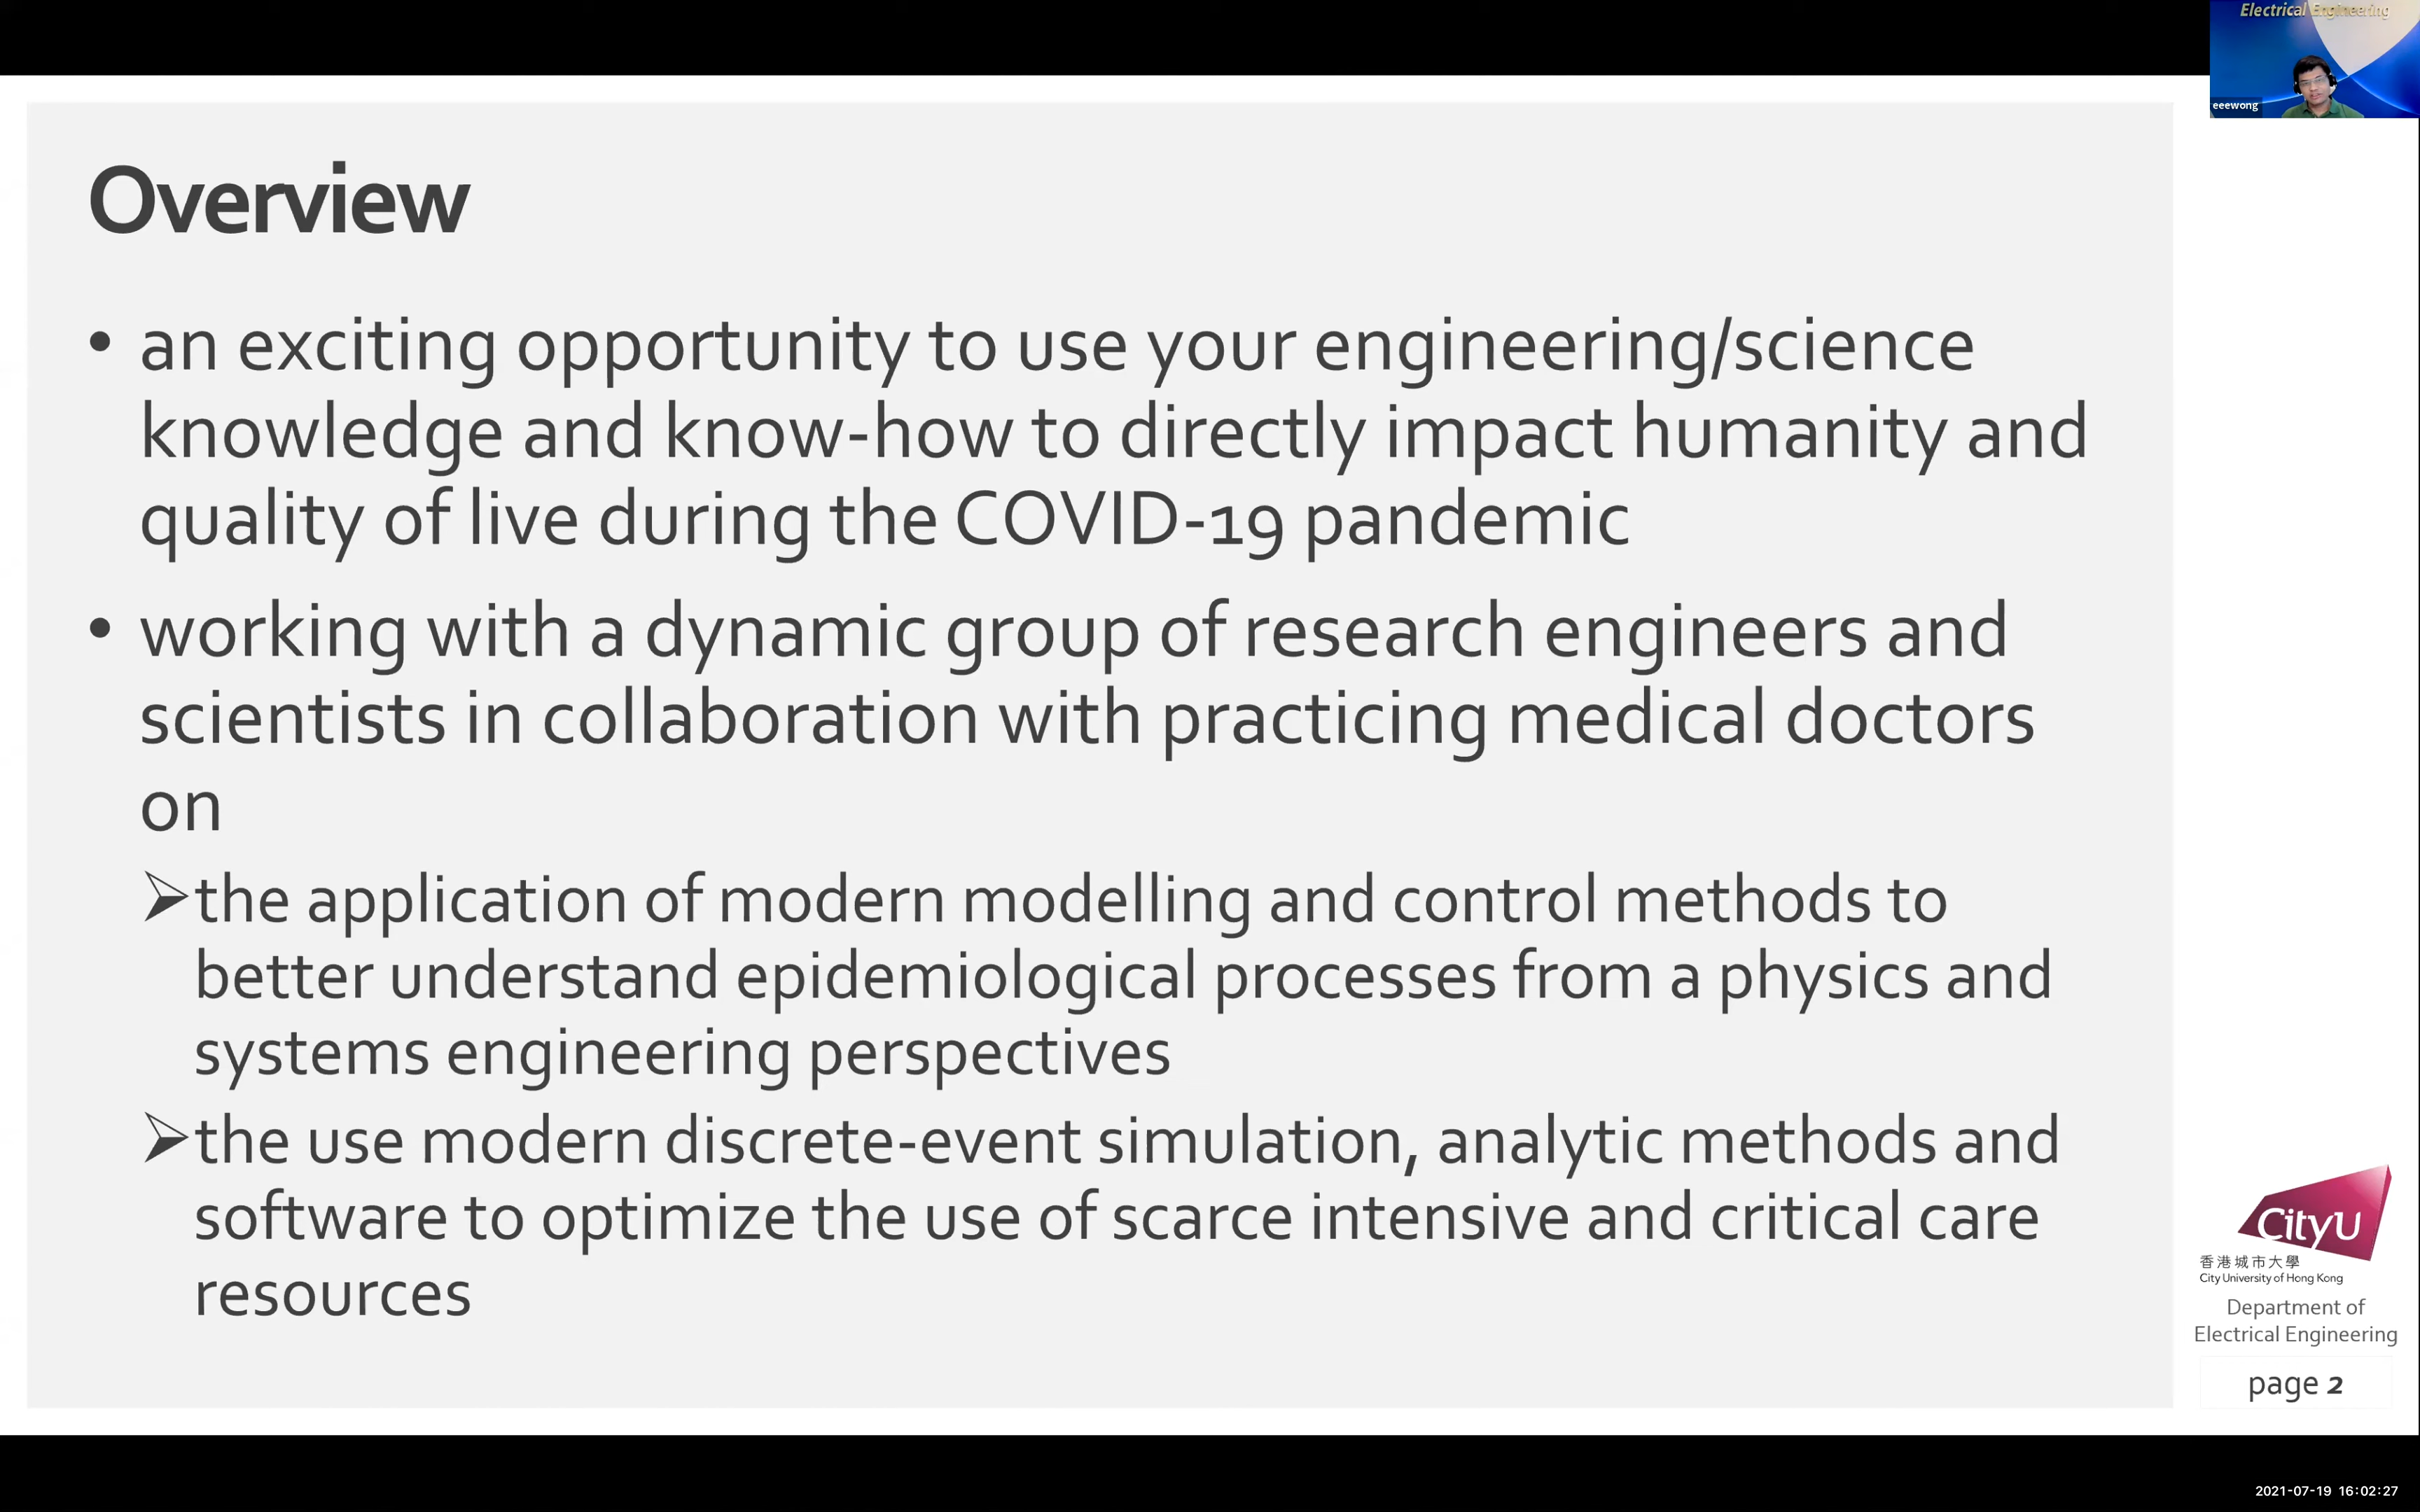 Electrical Engineering
eeewong
Overview
• an exciting opportunity to use your engineering/science
knowledge and know-how to directly impact humanity and
quality of live during the COVID-19 pandemic
• working with a dynamic group of research engineers and
scientists in collaboration with practicing medical doctors
on
➢the application of modern modelling and control methods to
better understand epidemiological processes from a physics and
systems engineering perspectives
➢the use modern discrete-event simulation, analytic methods and
software to optimize the use of scarce intensive and critical care
resources
CityU
香港城市大學
City University of Hong Kong
Department of
Electrical Engineering
page 2
2021-07-19 16:02:27